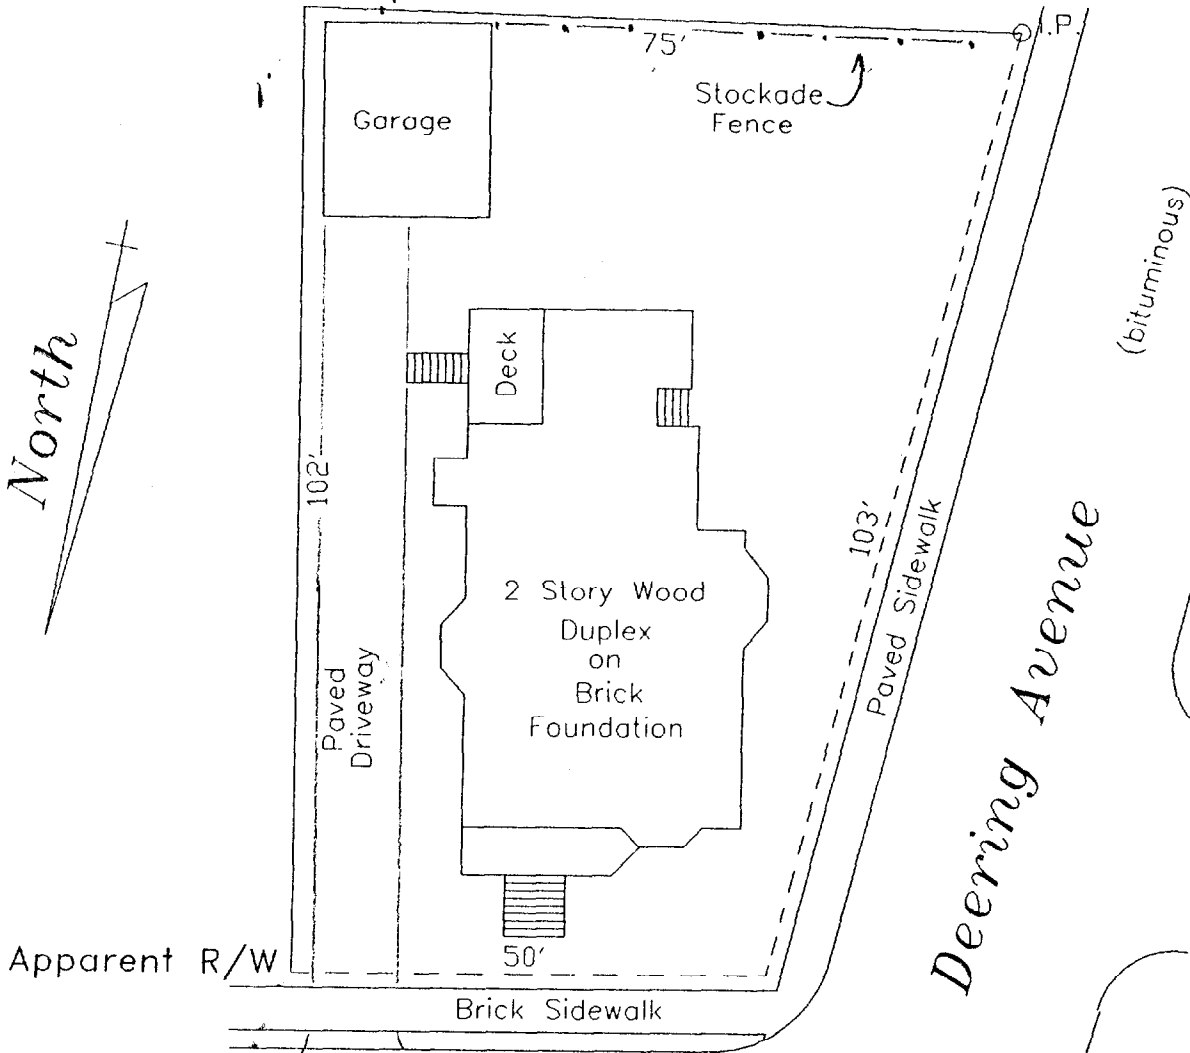 I.P.
75'
Stockade
Fence
Garage
(bituminous)
North
Deck
102'
103'
Paved Sidewalk
2 Story Wood
Duplex
on
Brick
Foundation
Paved
Driveway
Deering Avenue
Apparent R/W
50'
Brick Sidewalk